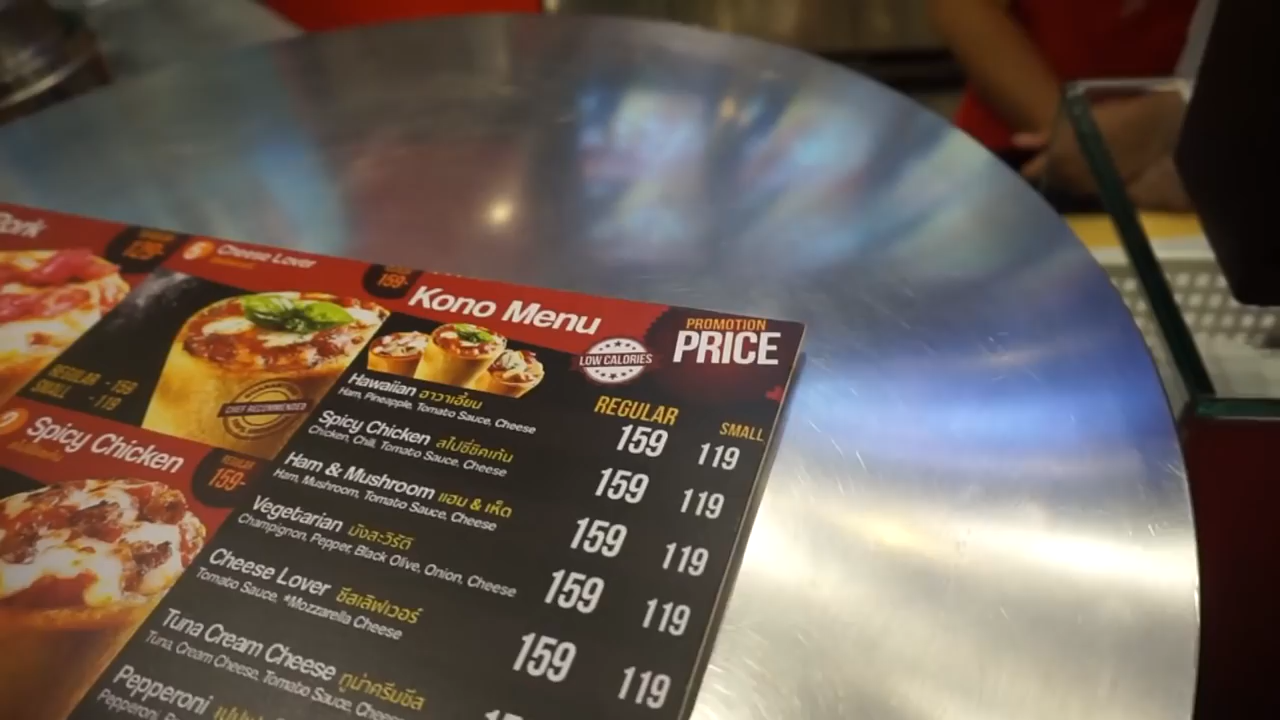 Pork
Cheese Lover
159-
Kono Menu
LOW CALORIES
PROMOTION
PRICE
REGULAR - 159
SMALL - 119
CHEF RECOMMENDED
Spicy Chicken
REGULAR
159-
REGULAR
SMALL
Hawaiian ฮาวาเอี้ยน
Ham, Pineapple, Tomato Sauce, Cheese
159 119
Spicy Chicken สไปซี่ชิคเก้น
Chicken, Chili, Tomato Sauce, Cheese
159 119
Ham & Mushroom แฮม & เห็ด
Ham, Mushroom, Tomato Sauce, Cheese
159 119
Vegetarian มังสะวิรัติ
Champignon, Pepper, Black Olive, Onion, Cheese
159 119
Cheese Lover ชีสเลิฟเวอร์
Tomato Sauce, *Mozzarella Cheese
159 119
Tuna Cream Cheese ทูน่าครีมชีส
Tuna, Cream Cheese, Tomato Sauce, Cheese
Pepperoni
Pepperoni,